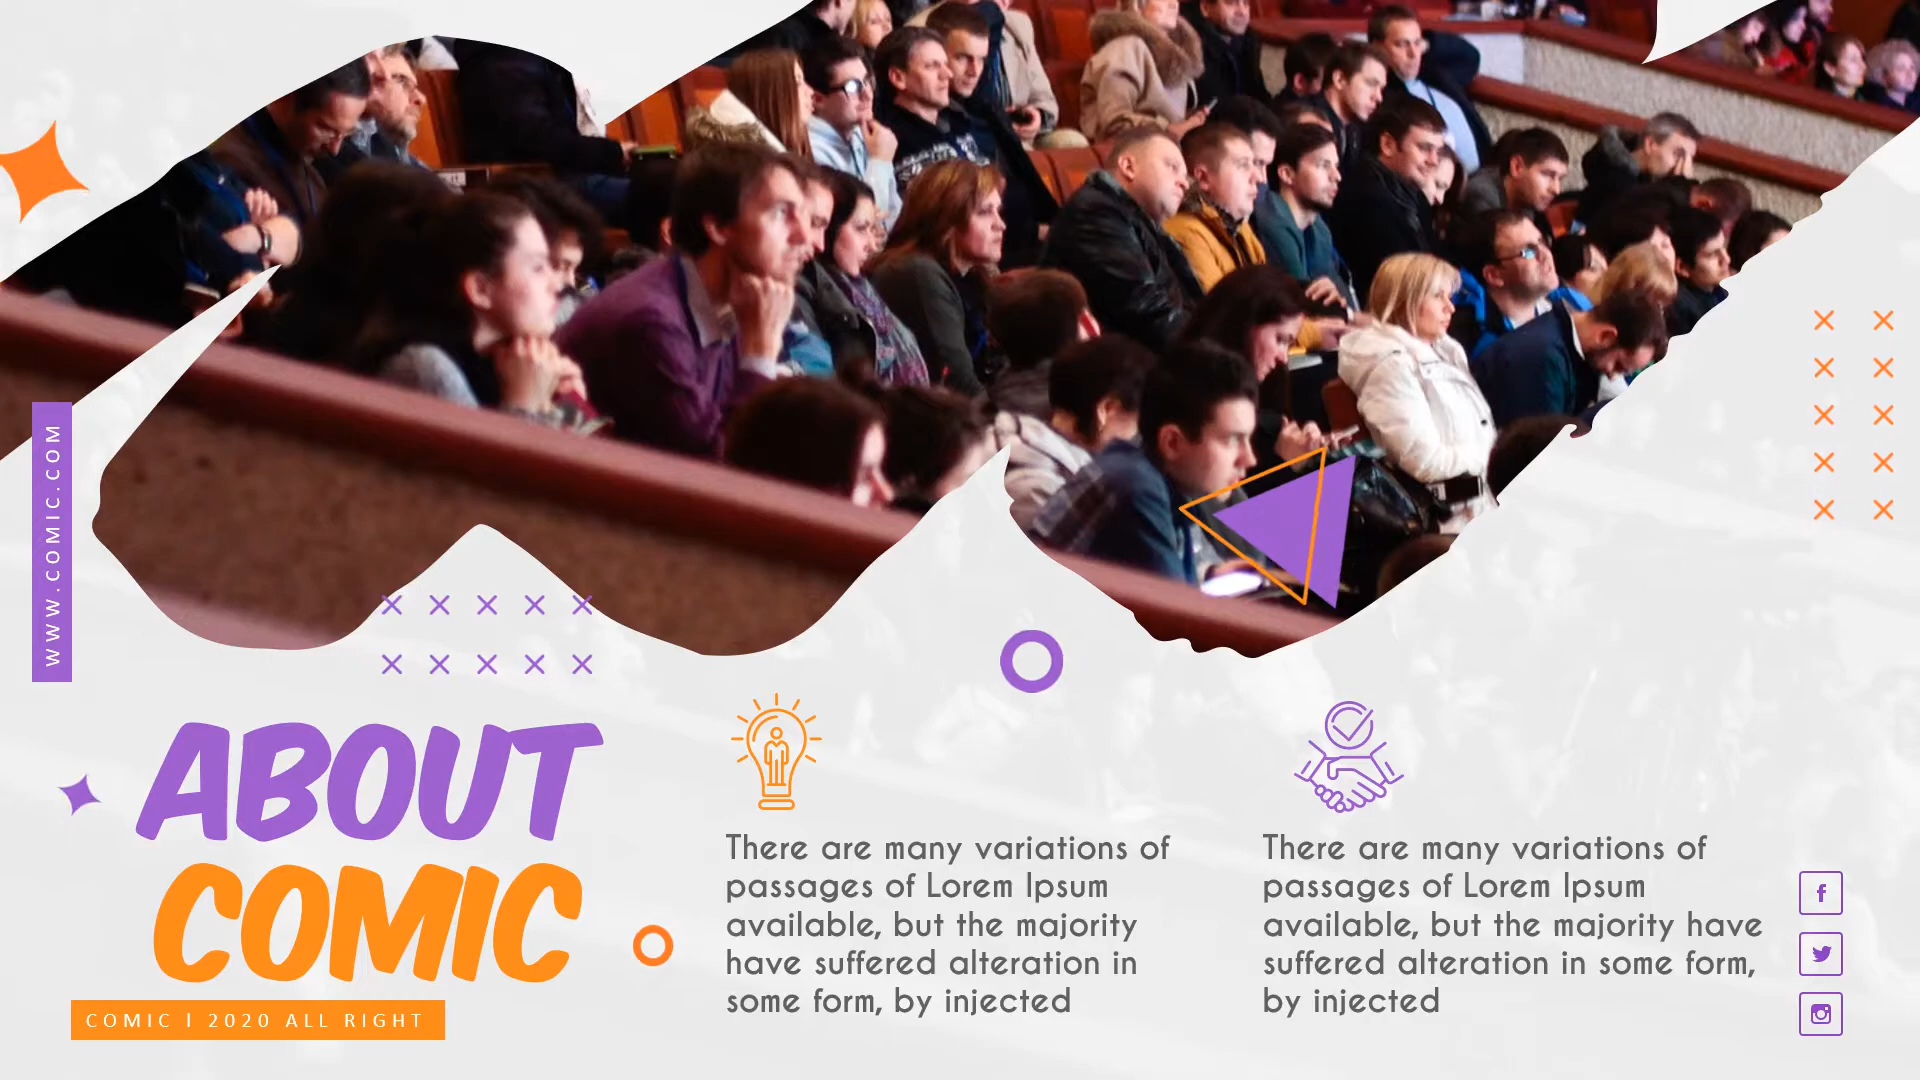 WWW.COMIC.COM
ABOUT
COMIC
COMIC I 2020 ALL RIGHT
There are many variations of
passages of Lorem Ipsum
available, but the majority
have suffered alteration in
some form, by injected
There are many variations of
passages of Lorem Ipsum
available, but the majority have
suffered alteration in some form,
by injected